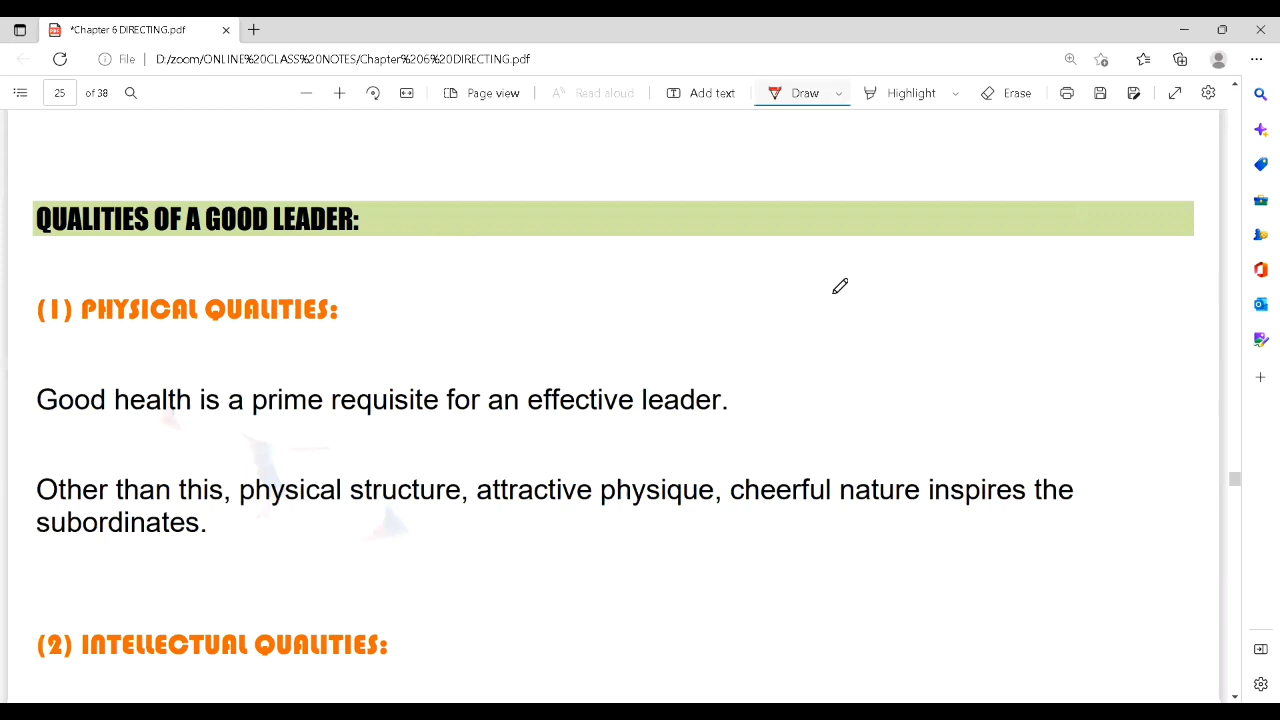 *Chapter 6 DIRECTING.pdf
File D:/zoom/ONLINE%20CLASS%20NOTES/Chapter%206%20DIRECTING.pdf
25 of 38 Page view Read aloud Add text Draw Highlight Erase
QUALITIES OF A GOOD LEADER:
(1) PHYSICAL QUALITIES:
Good health is a prime requisite for an effective leader.
Other than this, physical structure, attractive physique, cheerful nature inspires the
subordinates.
(2) INTELLECTUAL QUALITIES: